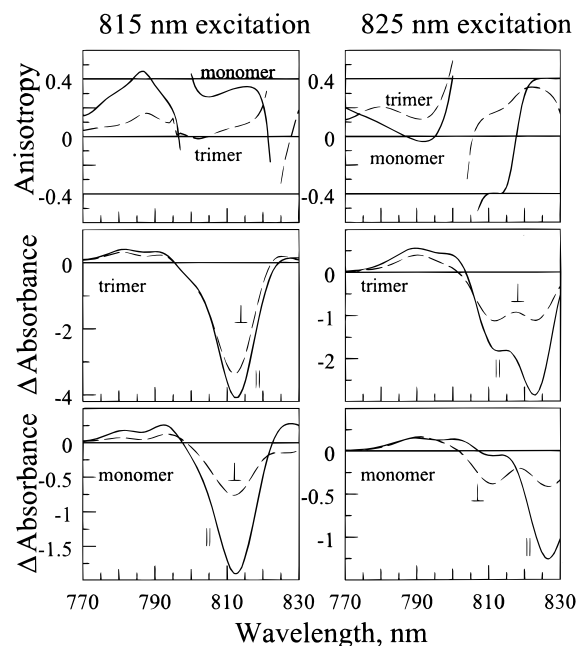 815 nm excitation 825 nm excitation
Anisotropy
0.4
0
-0.4
monomer
trimer
0.4
0
-0.4
trimer
monomer
Δ Absorbance
0
-2
-4
trimer
⊥
||
0
-1
-2
trimer
⊥
||
Δ Absorbance
0
-0.5
-1
-1.5
monomer
⊥
||
0
-0.5
-1
monomer
⊥
||
770 790 810 830 770 790 810 830
Wavelength, nm